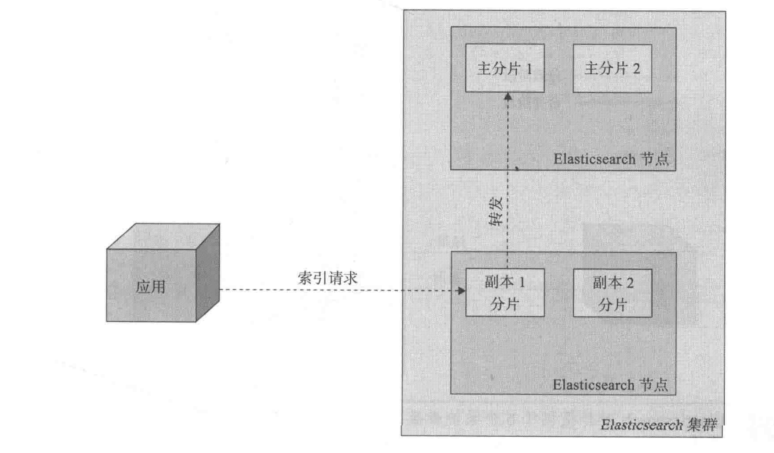 主分片 1
主分片 2
Elasticsearch 节点
转发
应用
索引请求
副本 1
分片
副本 2
分片
Elasticsearch 节点
Elasticsearch 集群